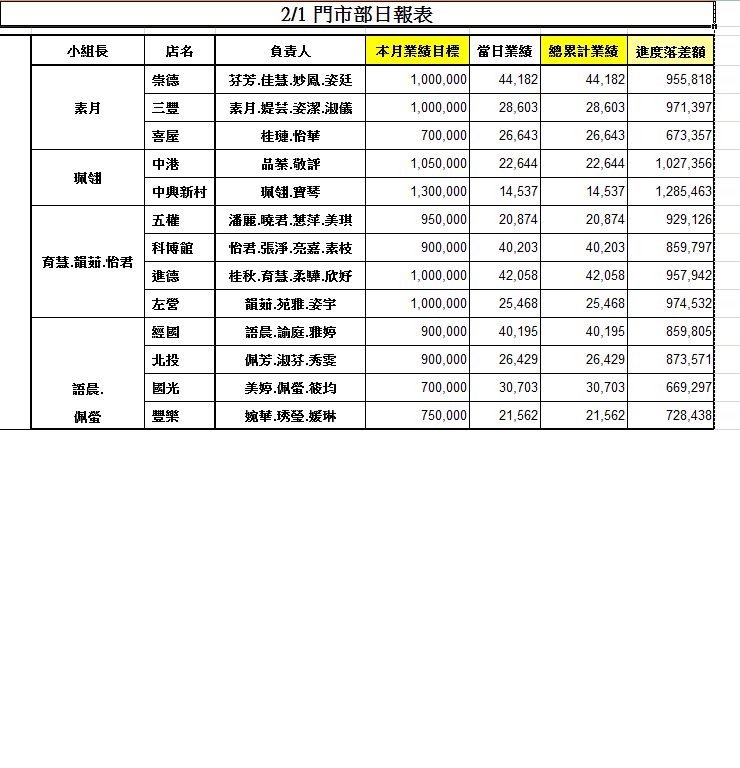 2/1 門市部日報表
小組長 店名 負責人 本月業績目標 當日業績 總累計業績 進度落差額
素月 崇德 芬芳.佳慧.妙鳳.姿廷 1,000,000 44,182 44,182 955,818
三豐 素月.緹芸.姿潔.淑儀 1,000,000 28,603 28,603 971,397
喜屋 桂璉.怡華 700,000 26,643 26,643 673,357
珮翎 中港 品蓁.敬評 1,050,000 22,644 22,644 1,027,356
中興新村 珮翎.寶琴 1,300,000 14,537 14,537 1,285,463
育慧.韻茹.怡君 五權 潘麗.曉君.蕙萍.美琪 950,000 20,874 20,874 929,126
科博館 怡君.張淨.亮嘉.素枝 900,000 40,203 40,203 859,797
進德 桂秋.育慧.柔驊.欣妤 1,000,000 42,058 42,058 957,942
左營 韻茹.苑雅.姿宇 1,000,000 25,468 25,468 974,532
語晨.
佩螢 經國 語晨.諭庭.雅婷 900,000 40,195 40,195 859,805
北投 佩芳.淑芬.秀雯 900,000 26,429 26,429 873,571
國光 美婷.佩螢.筱均 700,000 30,703 30,703 669,297
豐樂 婉華.琇瑩.媛琳 750,000 21,562 21,562 728,438